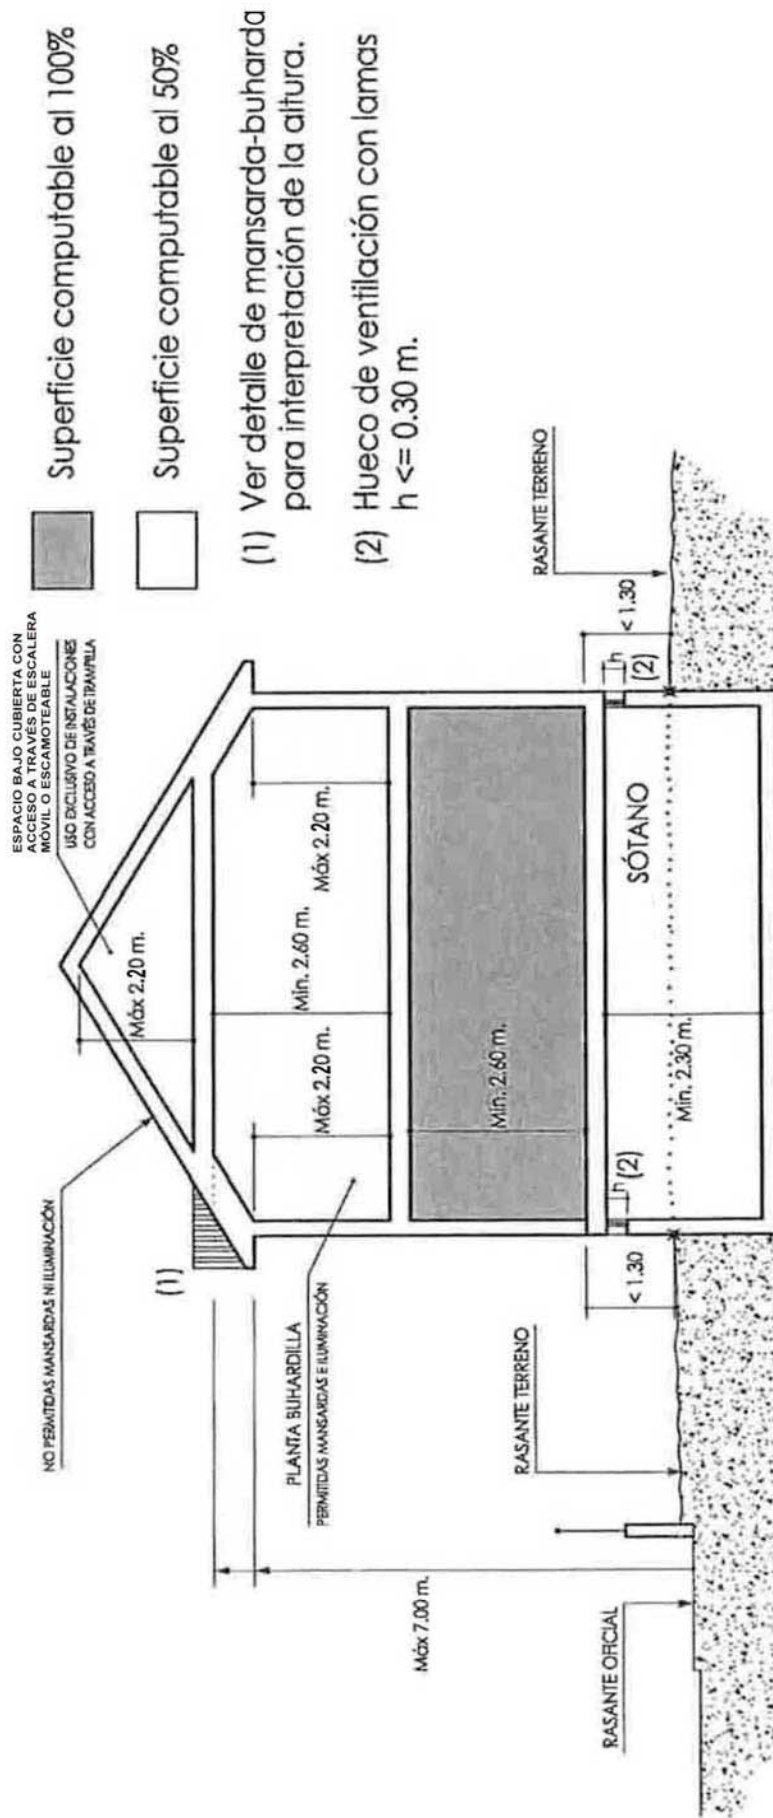 Superficie computable al 100%
Superficie computable al 50%
(1) Ver detalle de mansarda-buharda
para interpretación de la altura.
(2) Hueco de ventilación con lamas
h <= 0.30 m.
ESPACIO BAJO CUBIERTA CON
ACCESO A TRAVÉS DE ESCALERA
MÓVIL O ESCAMOTEABLE
USO EXCLUSIVO DE INSTALACIONES
CON ACCESO A TRAVÉS DE TRAMPILLA
NO PERMITIDAS MANSARDAS NI ILUMINACIÓN
Máx 2.20 m.
(1)
PLANTA BUHARDILLA
PERMITIDAS MANSARDAS E ILUMINACIÓN
Máx 2.20 m.
Mín. 2.60 m.
Máx 2.20 m.
Máx 7.00 m.
Mín. 2.60 m.
RASANTE TERRENO
< 1.30
h
(2)
SÓTANO
Mín. 2.30 m.
h
(2)
< 1.30
RASANTE TERRENO
RASANTE OFICIAL